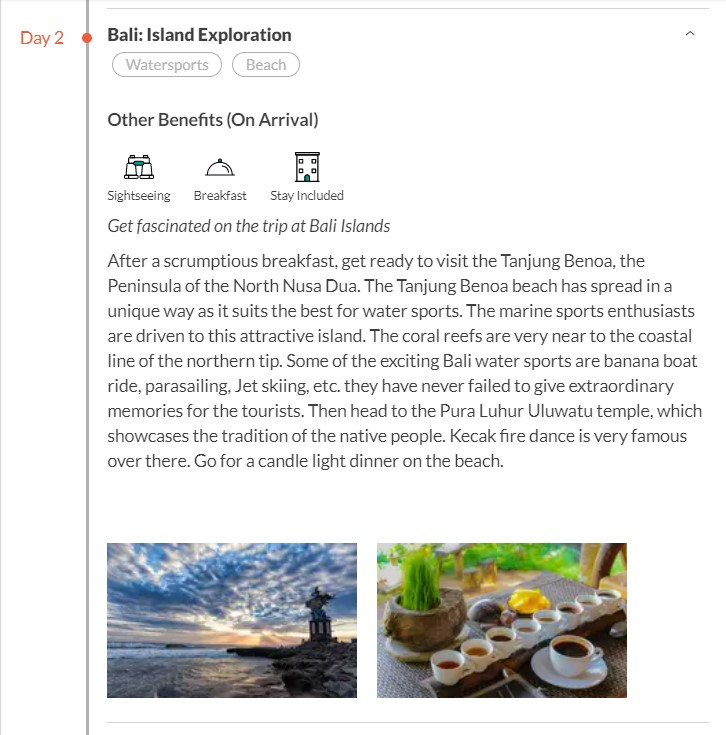 Day 2
Bali: Island Exploration
Watersports Beach
Other Benefits (On Arrival)
Sightseeing Breakfast Stay Included
Get fascinated on the trip at Bali Islands
After a scrumptious breakfast, get ready to visit the Tanjung Benoa, the
Peninsula of the North Nusa Dua. The Tanjung Benoa beach has spread in a
unique way as it suits the best for water sports. The marine sports enthusiasts
are driven to this attractive island. The coral reefs are very near to the coastal
line of the northern tip. Some of the exciting Bali water sports are banana boat
ride, parasailing, Jet skiing, etc. they have never failed to give extraordinary
memories for the tourists. Then head to the Pura Luhur Uluwatu temple, which
showcases the tradition of the native people. Kecak fire dance is very famous
over there. Go for a candle light dinner on the beach.